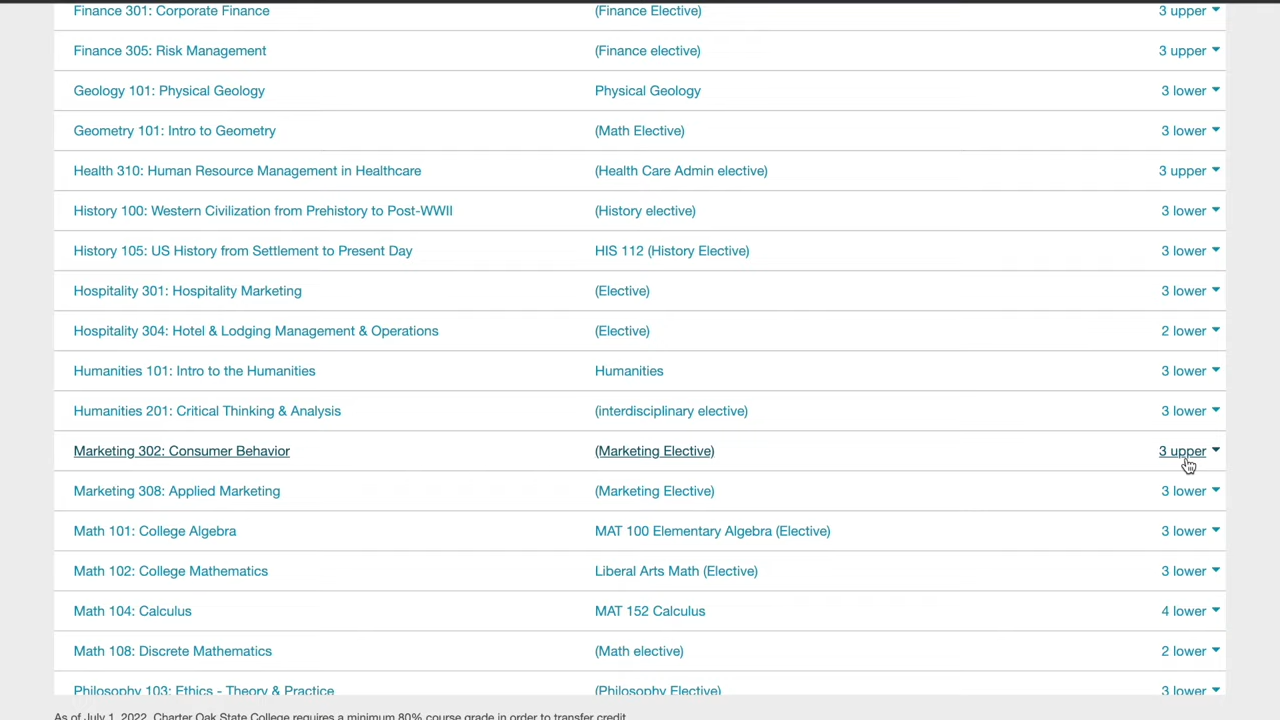 Finance 301: Corporate Finance (Finance Elective) 3 upper
Finance 305: Risk Management (Finance elective) 3 upper
Geology 101: Physical Geology Physical Geology 3 lower
Geometry 101: Intro to Geometry (Math Elective) 3 lower
Health 310: Human Resource Management in Healthcare (Health Care Admin elective) 3 upper
History 100: Western Civilization from Prehistory to Post-WWII (History elective) 3 lower
History 105: US History from Settlement to Present Day HIS 112 (History Elective) 3 lower
Hospitality 301: Hospitality Marketing (Elective) 3 lower
Hospitality 304: Hotel & Lodging Management & Operations (Elective) 2 lower
Humanities 101: Intro to the Humanities Humanities 3 lower
Humanities 201: Critical Thinking & Analysis (interdisciplinary elective) 3 lower
Marketing 302: Consumer Behavior (Marketing Elective) 3 upper
Marketing 308: Applied Marketing (Marketing Elective) 3 lower
Math 101: College Algebra MAT 100 Elementary Algebra (Elective) 3 lower
Math 102: College Mathematics Liberal Arts Math (Elective) 3 lower
Math 104: Calculus MAT 152 Calculus 4 lower
Math 108: Discrete Mathematics (Math elective) 2 lower
Philosophy 103: Ethics - Theory & Practice (Philosophy Elective) 3 lower
As of July 1, 2022, Charter Oak State College requires a minimum 80% course grade in order to transfer credit.